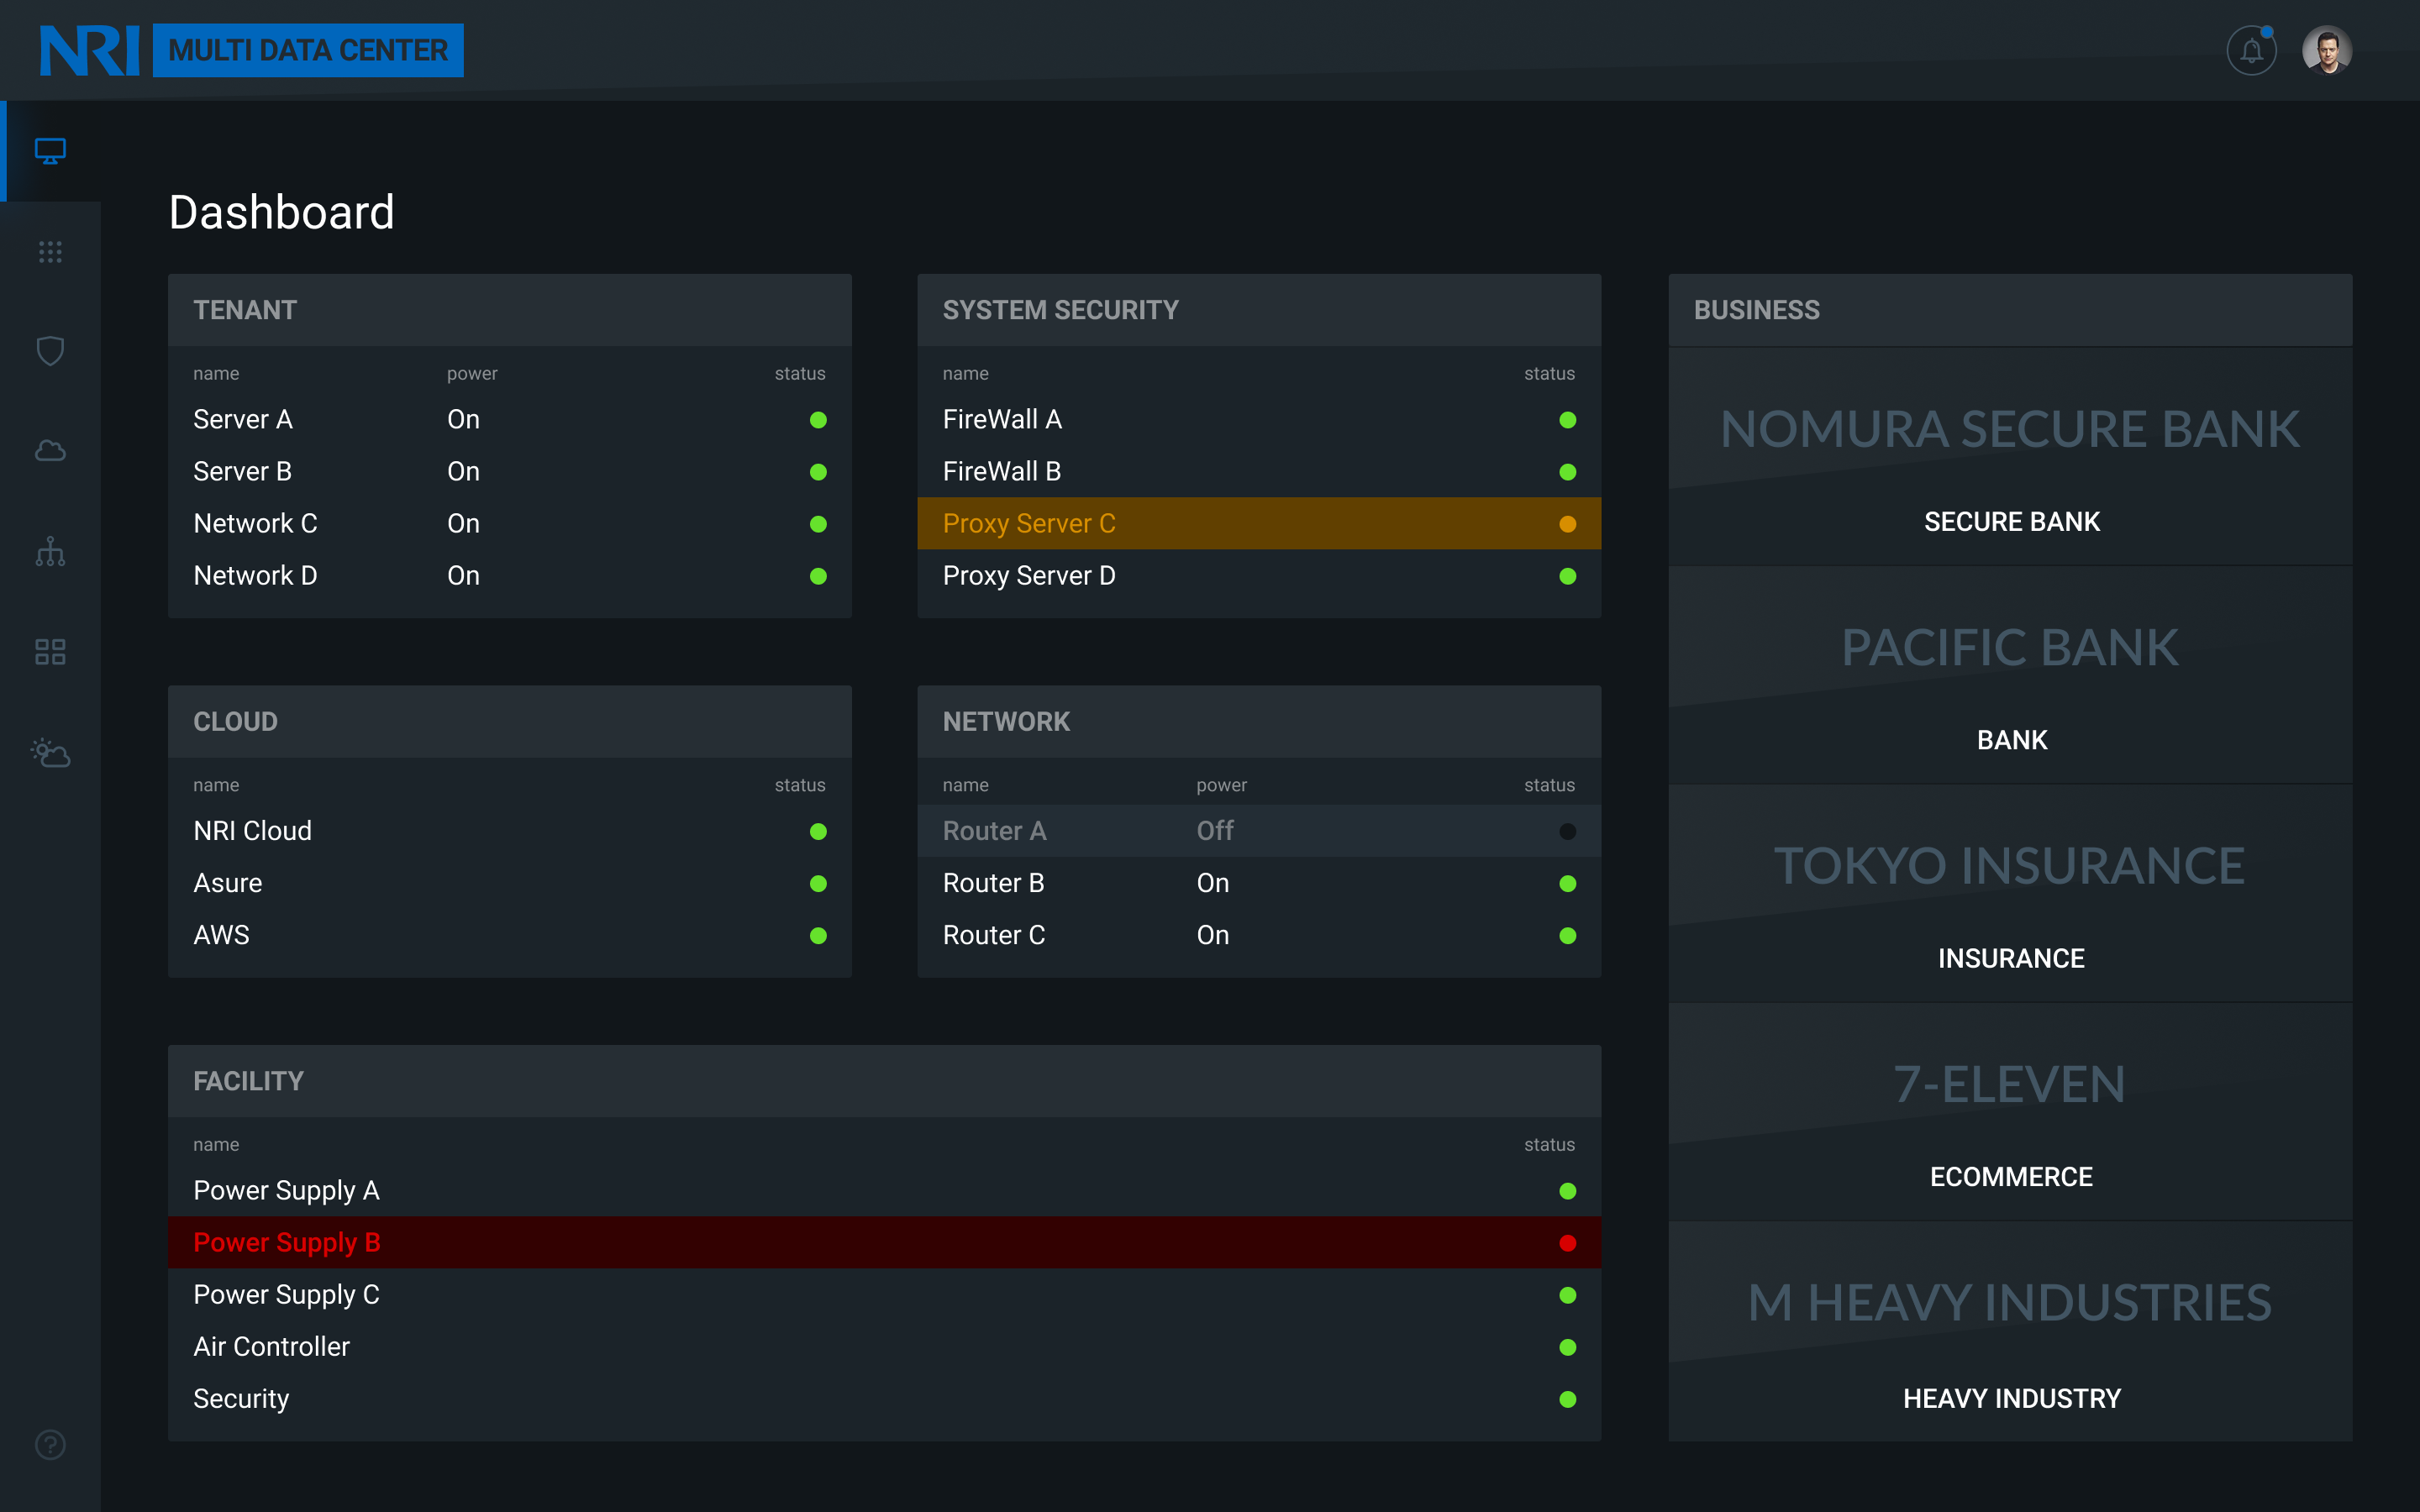 NRI MULTI DATA CENTER
Dashboard
TENANT
name power status
Server A On
Server B On
Network C On
Network D On
SYSTEM SECURITY
name status
FireWall A
FireWall B
Proxy Server C
Proxy Server D
CLOUD
name status
NRI Cloud
Asure
AWS
NETWORK
name power status
Router A Off
Router B On
Router C On
FACILITY
name status
Power Supply A
Power Supply B
Power Supply C
Air Controller
Security
BUSINESS
NOMURA SECURE BANK
SECURE BANK
PACIFIC BANK
BANK
TOKYO INSURANCE
INSURANCE
7-ELEVEN
ECOMMERCE
M HEAVY INDUSTRIES
HEAVY INDUSTRY
?